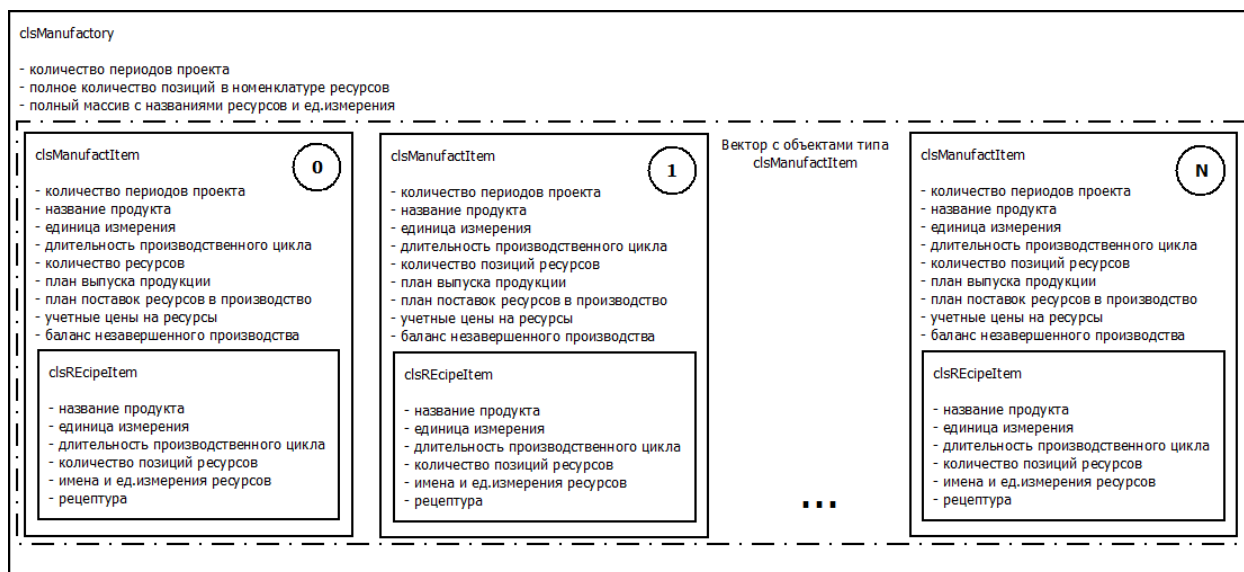 clsManufactory
- количество периодов проекта
- полное количество позиций в номенклатуре ресурсов
- полный массив с названиями ресурсов и ед.измерения
clsManufactItem
0
- количество периодов проекта
- название продукта
- единица измерения
- длительность производственного цикла
- количество ресурсов
- план выпуска продукции
- план поставок ресурсов в производство
- учетные цены на ресурсы
- баланс незавершенного производства
clsREcipeItem
- название продукта
- единица измерения
- длительность производственного цикла
- количество позиций ресурсов
- имена и ед.измерения ресурсов
- рецептура
clsManufactItem
1
- количество периодов проекта
- название продукта
- единица измерения
- длительность производственного цикла
- количество позиций ресурсов
- план выпуска продукции
- план поставок ресурсов в производство
- учетные цены на ресурсы
- баланс незавершенного производства
clsREcipeItem
- название продукта
- единица измерения
- длительность производственного цикла
- количество позиций ресурсов
- имена и ед.измерения ресурсов
- рецептура
Вектор с объектами типа
clsManufactItem
...
clsManufactItem
N
- количество периодов проекта
- название продукта
- единица измерения
- длительность производственного цикла
- количество позиций ресурсов
- план выпуска продукции
- план поставок ресурсов в производство
- учетные цены на ресурсы
- баланс незавершенного производства
clsREcipeItem
- название продукта
- единица измерения
- длительность производственного цикла
- количество позиций ресурсов
- имена и ед.измерения ресурсов
- рецептура